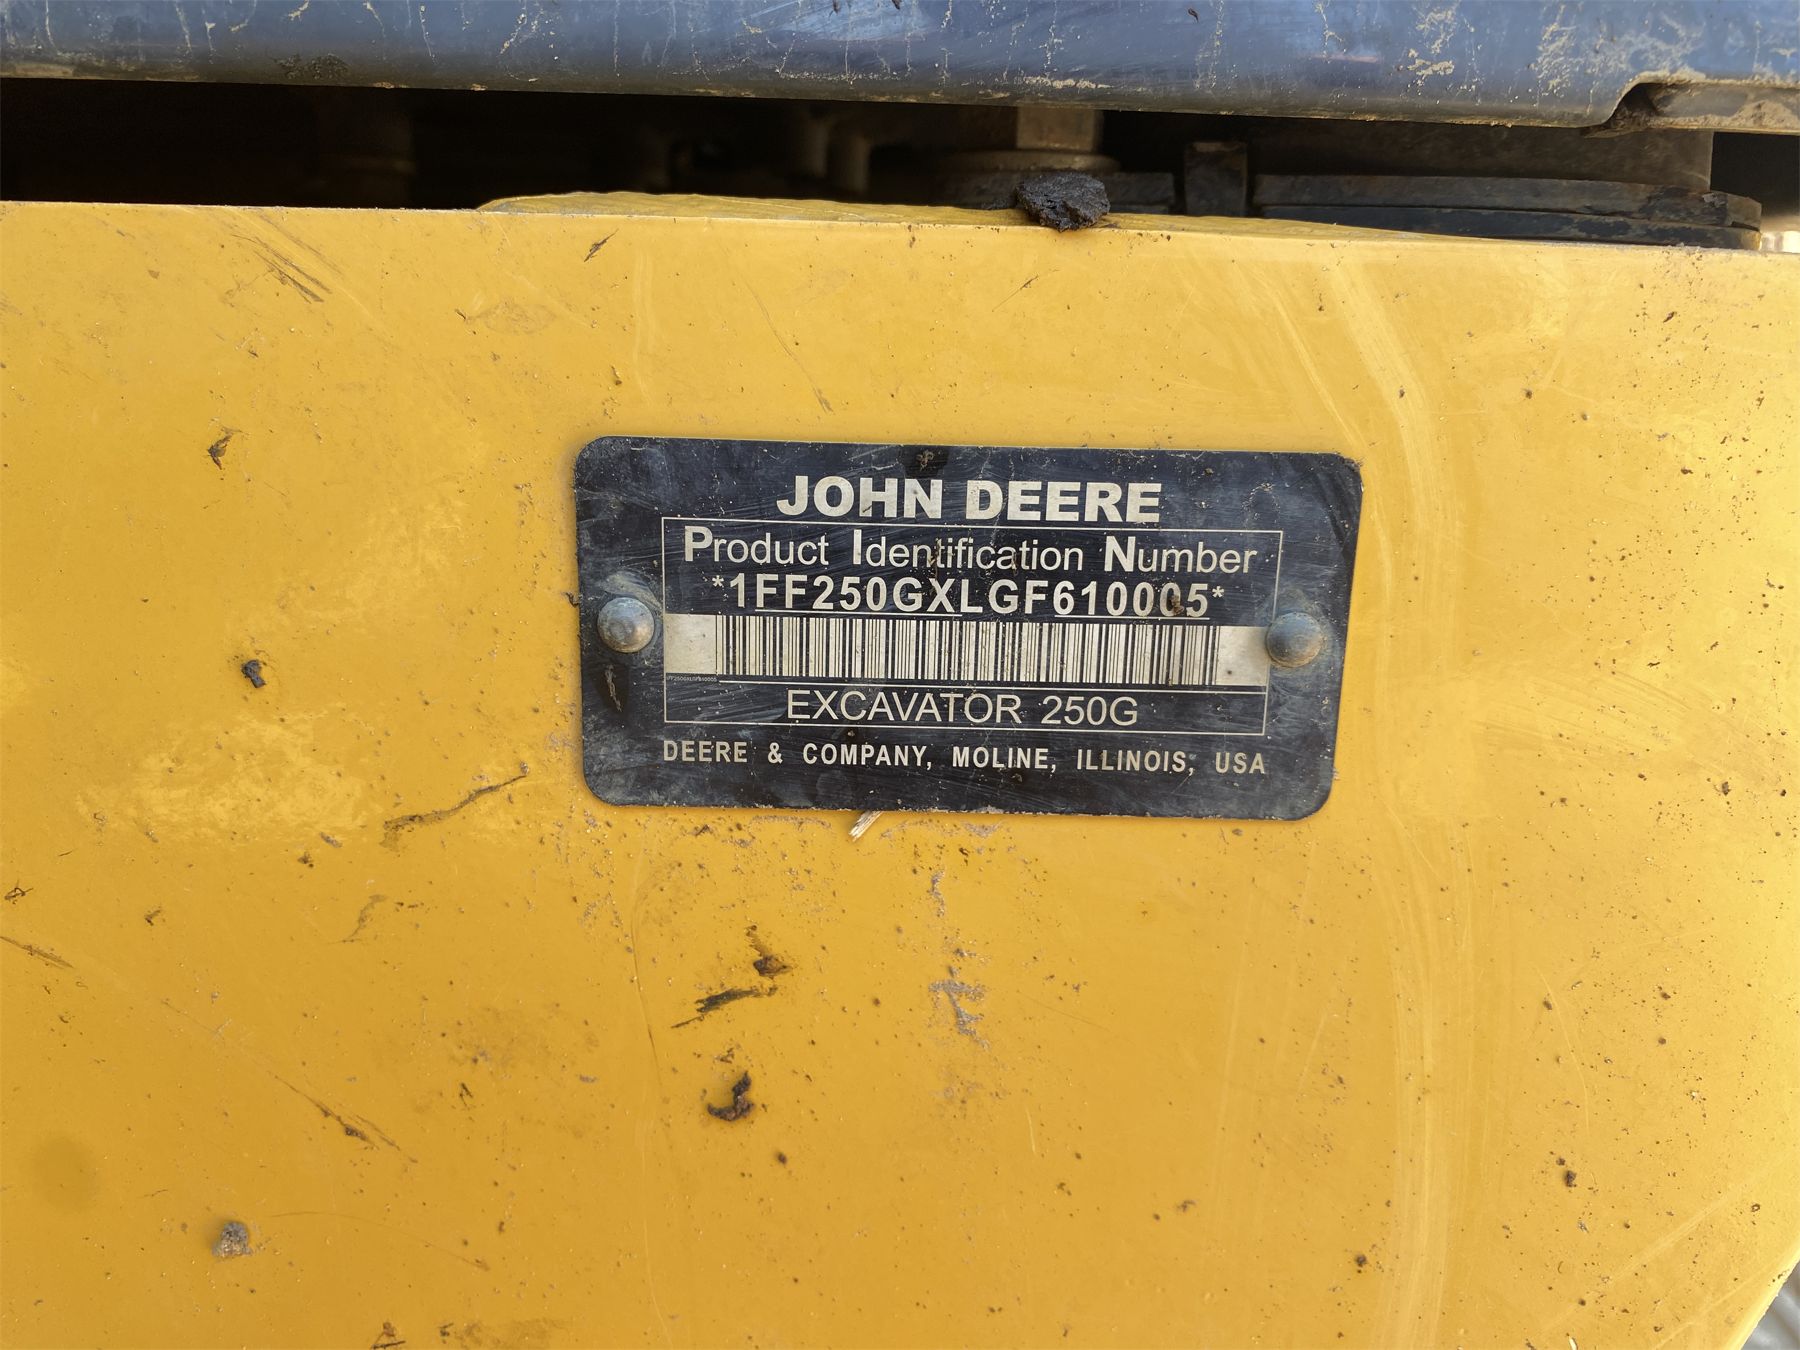 JOHN DEERE
Product Identification Number
*1FF250GXLGF610005*
EXCAVATOR 250G
DEERE & COMPANY, MOLINE, ILLINOIS, USA